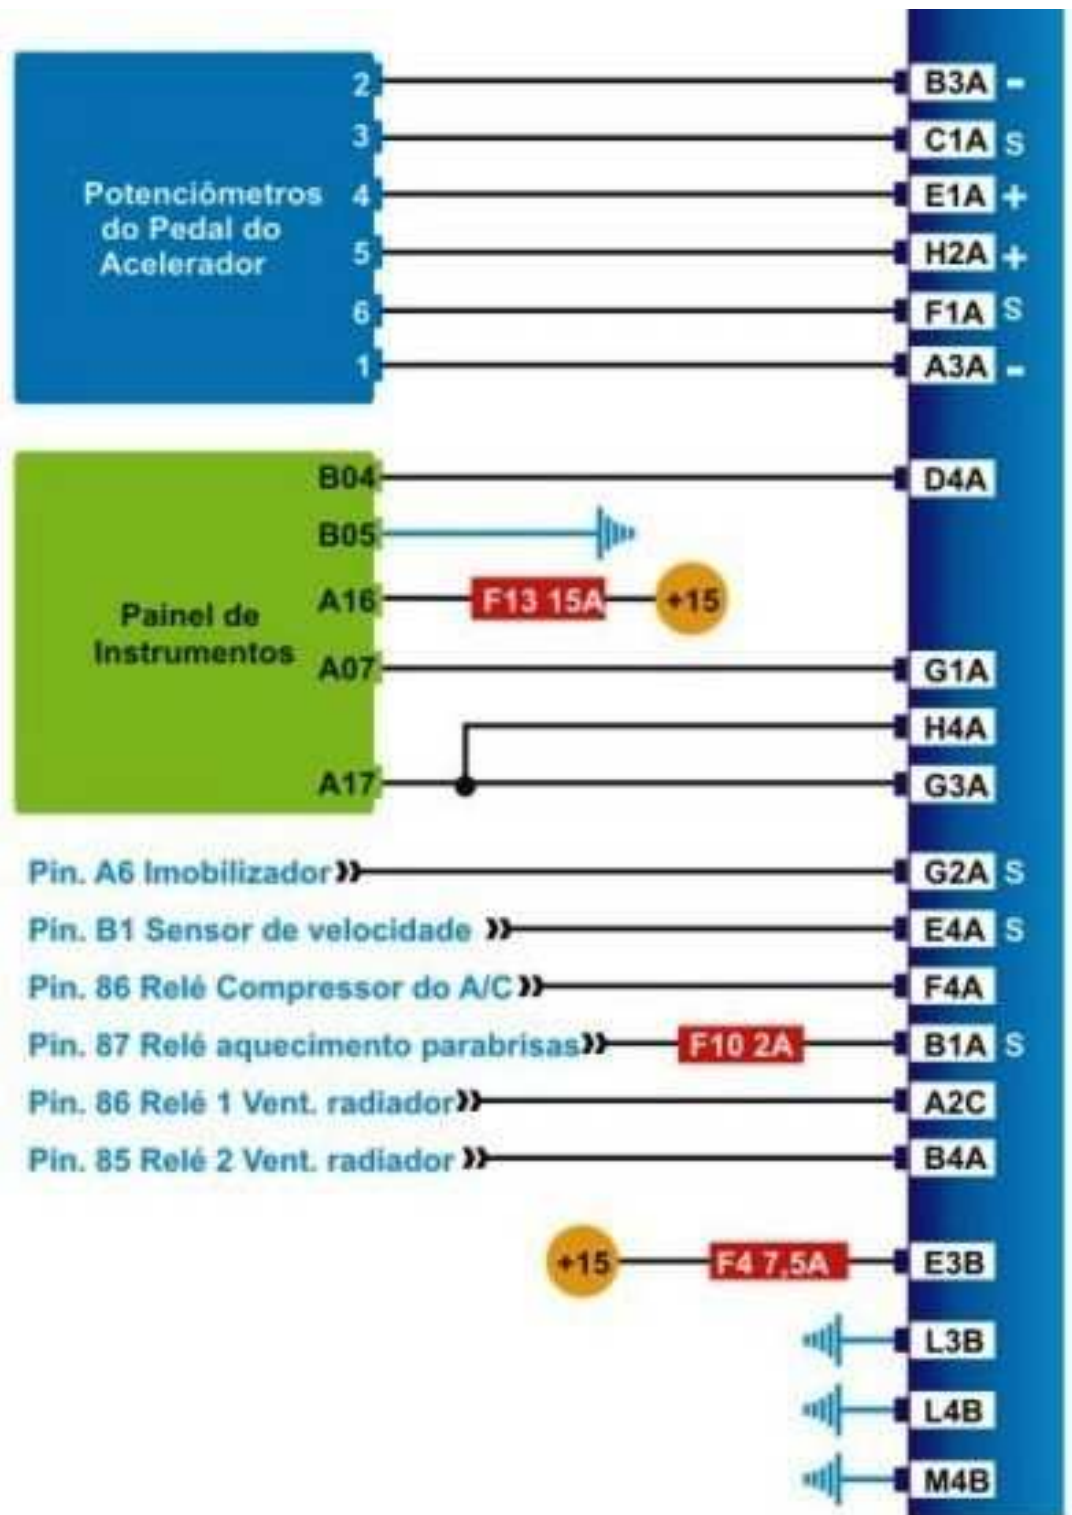 2 B3A -
3 C1A S
Potenciômetros 4 E1A +
do Pedal do
Acelerador 5 H2A +
6 F1A S
1 A3A -
B04 D4A
B05
A16 F13 15A +15
Painel de
Instrumentos
A07 G1A
H4A
A17 G3A
Pin. A6 Imobilizador G2A S
Pin. B1 Sensor de velocidade E4A S
Pin. 86 Relé Compressor do A/C F4A
Pin. 87 Relé aquecimento parabrisas F10 2A B1A S
Pin. 86 Relé 1 Vent. radiador A2C
Pin. 85 Relé 2 Vent. radiador B4A
+15 F4 7,5A E3B
L3B
L4B
M4B